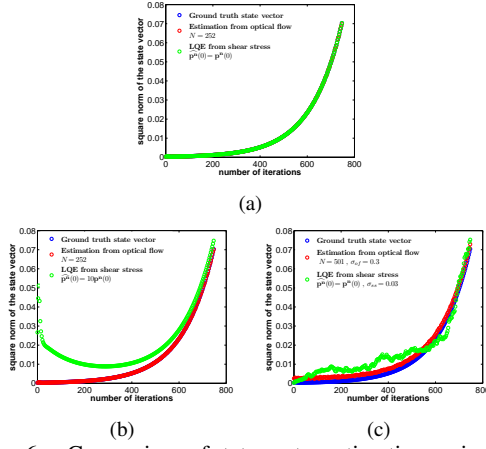 0.08
0.07
0.06
0.05
0.04
0.03
0.02
0.01
0
square norm of the state vector
Ground truth state vector
Estimation from optical flow
N = 252
LQE from shear stress
p̂ⁿ(0)= pⁿ(0)
0 200 400 600 800
number of iterations
(a)
0.08
0.07
0.06
0.05
0.04
0.03
0.02
0.01
0
square norm of the state vector
Ground truth state vector
Estimation from optical flow
N = 252
LQE from shear stress
p̂ⁿ(0)= 10pⁿ(0)
0 200 400 600 800
number of iterations
(b)
0.08
0.07
0.06
0.05
0.04
0.03
0.02
0.01
0
square norm of the state vector
Ground truth state vector
Estimation from optical flow
N = 501 , σof = 0.3
LQE from shear stress
p̂ⁿ(0)= pⁿ(0) , σss = 0.03
0 200 400 600 800
number of iterations
(c)